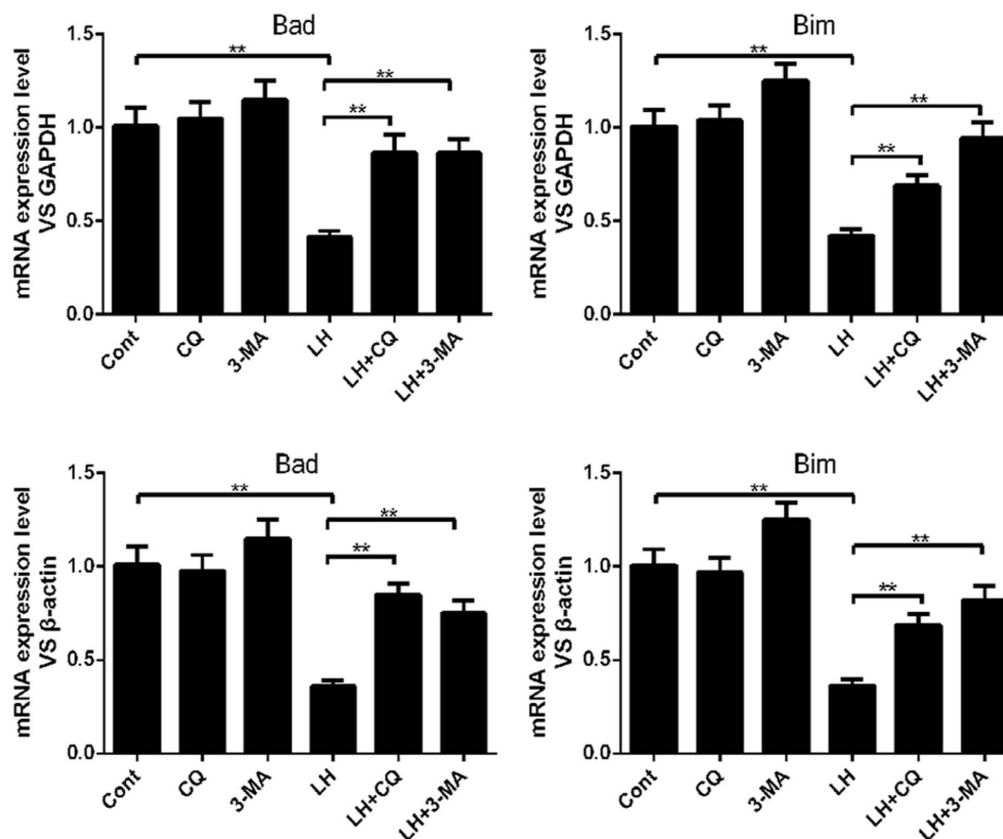 Bad
mRNA expression level
VS GAPDH
1.5
1.0
0.5
0.0
**
**
**
Cont
CQ
3-MA
LH
LH+CQ
LH+3-MA
Bim
mRNA expression level
VS GAPDH
1.5
1.0
0.5
0.0
**
**
**
Cont
CQ
3-MA
LH
LH+CQ
LH+3-MA
Bad
mRNA expression level
VS β-actin
1.5
1.0
0.5
0.0
**
**
**
Cont
CQ
3-MA
LH
LH+CQ
LH+3-MA
Bim
mRNA expression level
VS β-actin
1.5
1.0
0.5
0.0
**
**
**
Cont
CQ
3-MA
LH
LH+CQ
LH+3-MA